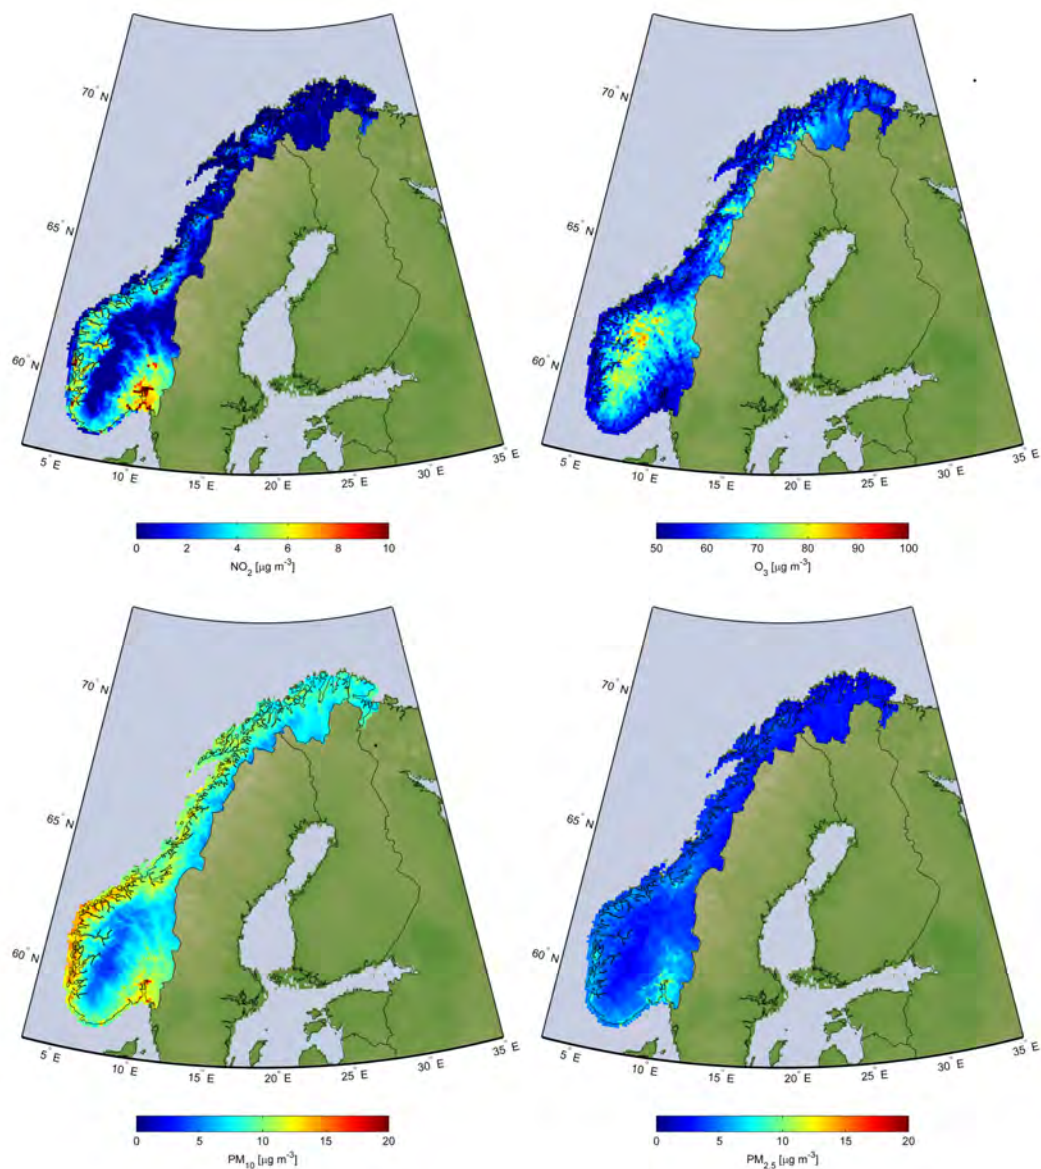 70° N
65° N
60° N
5° E
10° E
15° E
20° E
25° E
30° E
35° E
0 2 4 6 8 10
NO₂ [μg m⁻³]
70° N
65° N
60° N
5° E
10° E
15° E
20° E
25° E
30° E
35° E
50 60 70 80 90 100
O₃ [μg m⁻³]
70° N
65° N
60° N
5° E
10° E
15° E
20° E
25° E
30° E
35° E
0 5 10 15 20
PM₁₀ [μg m⁻³]
70° N
65° N
60° N
5° E
10° E
15° E
20° E
25° E
30° E
35° E
0 5 10 15 20
PM₂.₅ [μg m⁻³]